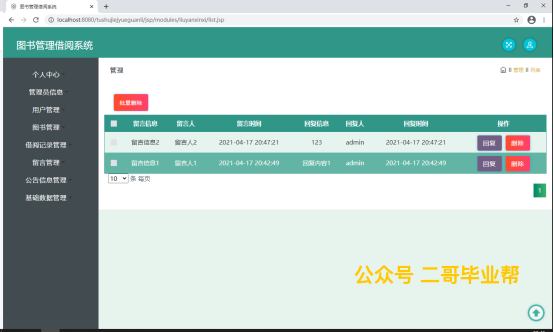 图书管理借阅系统
localhost:8080/tushujieyueguanli/jsp/modules/liuyanxinxi/list.jsp
图书管理借阅系统
个人中心
管理员信息
用户管理
图书管理
借阅记录管理
留言管理
公告信息管理
基础数据管理
管理
管理 列表
批量删除
留言信息 留言人 留言时间 回复信息 回复人 回复时间 操作
留言信息2 留言人2 2021-04-17 20:47:21 123 admin 2021-04-17 20:47:21 回复 删除
留言信息1 留言人1 2021-04-17 20:42:49 回复内容1 admin 2021-04-17 20:42:49 回复 删除
10 条 每页
1
公众号 二哥毕业帮